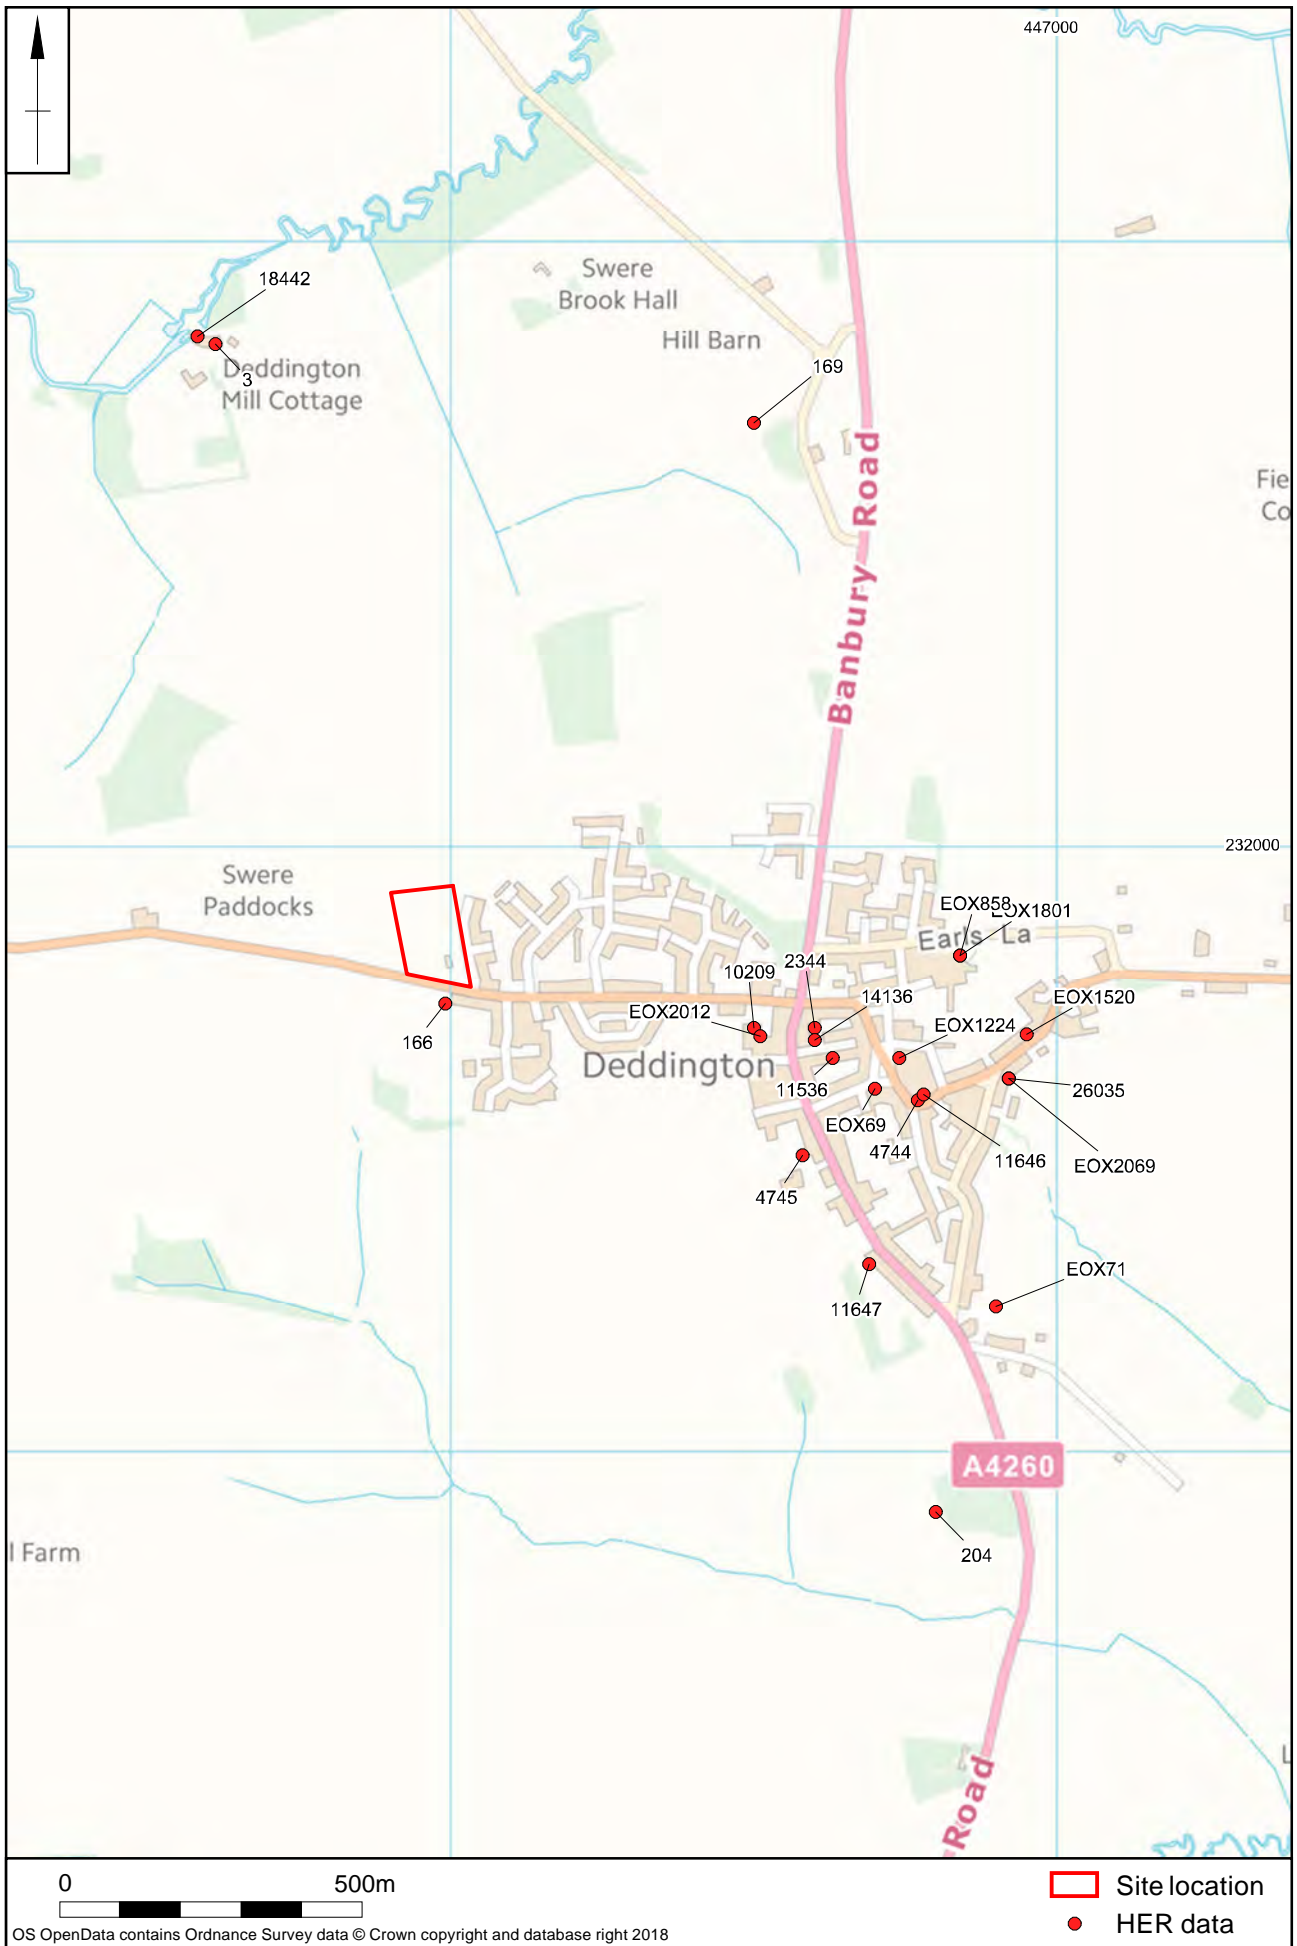 447000
18442
Swere
Brook Hall
Hill Barn
169
3
Deddington
Mill Cottage
Banbury Road
Fie
Co
232000
Swere
Paddocks
EOX858
EOX1801
Earls La
2344
10209
14136
EOX2012
EOX1224
EOX1520
166
Deddington
11536
26035
EOX69
4744
11646
EOX2069
4745
EOX71
11647
A4260
204
l Farm
L
Road
0 500m
Site location
HER data
OS OpenData contains Ordnance Survey data © Crown copyright and database right 2018